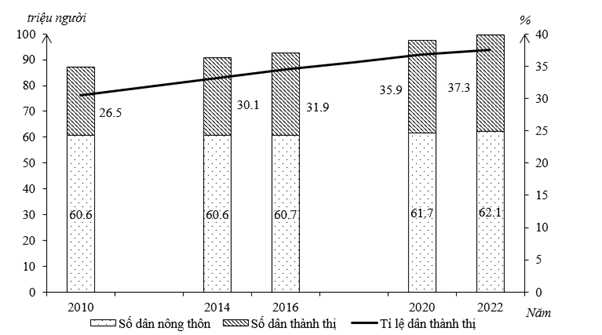 triệu người %
100 40
90 35
80 30
70 25
60 20
50 15
40 10
30 5
20 0
10
0
26.5 30.1 31.9 35.9 37.3
60.6 60.6 60.7 61.7 62.1
2010 2014 2016 2020 2022 Năm
Số dân nông thôn Số dân thành thị Tỉ lệ dân thành thị